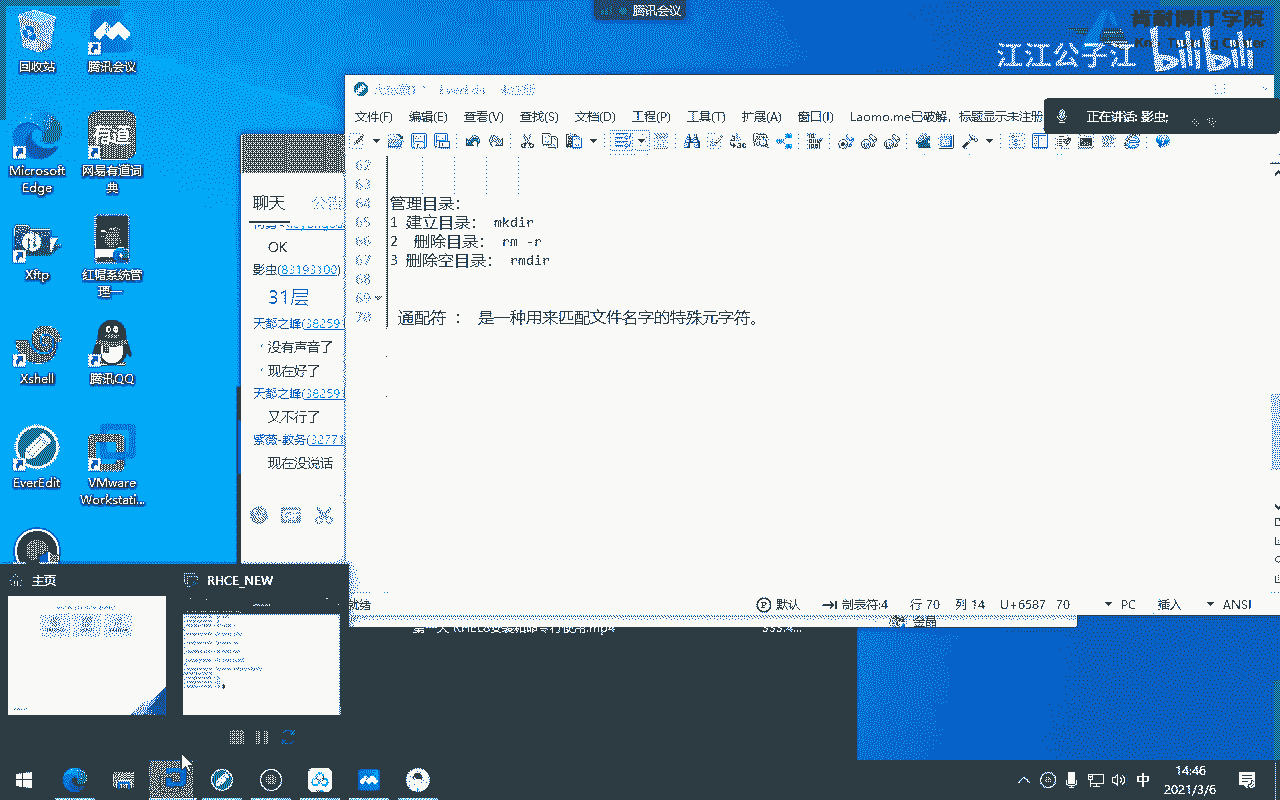 腾讯会议
肯耐博IT学院
江江公子江
bilibili
回收站
腾讯会议
Microsoft
Edge
网易有道词
典
Xftp
红帽系统管
理一
Xshell
腾讯QQ
EverEdit
VMware
Workstati...
文件(F) 编辑(E) 查看(V) 查找(S) 文档(D) 工程(P) 工具(T) 扩展(A) 窗口(I) Laomo.me已破解，标题显示未注册
正在讲话: 影虫;
聊天
OK
影虫(83193100)
31层
天都之峰(382591
没有声音了
现在好了
天都之峰(382591
又不行了
紫薇-教务(32771
现在没说话
62
63
64 管理目录：
65 1 建立目录： mkdir
66 2 删除目录： rm -r
67 3 删除空目录： rmdir
68
69
70 通配符 ： 是一种用来匹配文件名字的特殊元字符。
就绪
默认 制表符:4 行 70 列 14 U+6587 70 PC 插入 ANSI
主页
RHCE_NEW
中
14:46
2021/3/6